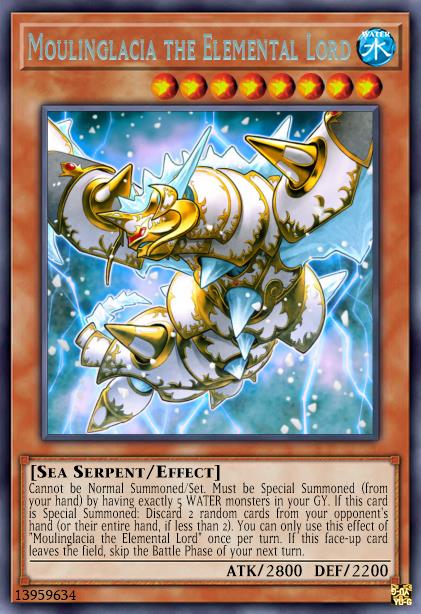 Moulinglacia the Elemental Lord
WATER
水
[Sea Serpent/Effect]
Cannot be Normal Summoned/Set. Must be Special Summoned (from
your hand) by having exactly 5 WATER monsters in your GY. If this card
is Special Summoned: Discard 2 random cards from your opponent's
hand (or their entire hand, if less than 2). You can only use this effect of
"Moulinglacia the Elemental Lord" once per turn. If this face-up card
leaves the field, skip the Battle Phase of your next turn.
ATK/2800 DEF/2200
13959634